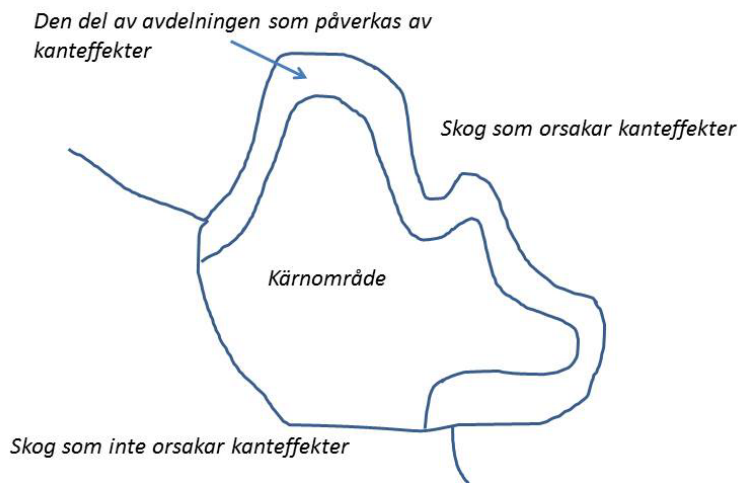 Den del av avdelningen som påverkas av
kanteffekter
Skog som orsakar kanteffekter
Kärnområde
Skog som inte orsakar kanteffekter